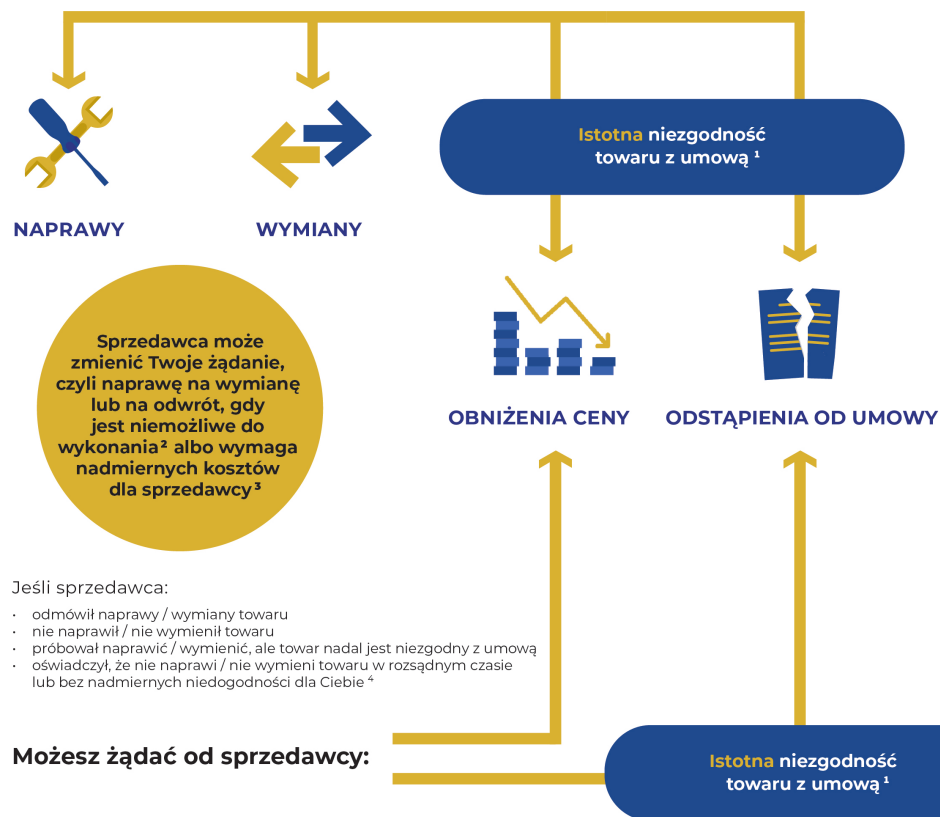 Istotna niezgodność
towaru z umową ¹
NAPRAWY
WYMIANY
Sprzedawca może
zmienić Twoje żądanie,
czyli naprawę na wymianę
lub na odwrót, gdy
jest niemożliwe do
wykonania² albo wymaga
nadmiernych kosztów
dla sprzedawcy³
OBNIŻENIA CENY
ODSTĄPIENIA OD UMOWY
Jeśli sprzedawca:
• odmówił naprawy / wymiany towaru
• nie naprawił / nie wymienił towaru
• próbował naprawić / wymienić, ale towar nadal jest niezgodny z umową
• oświadczył, że nie naprawi / nie wymieni towaru w rozsądnym czasie
lub bez nadmiernych niedogodności dla Ciebie ⁴
Możesz żądać od sprzedawcy:
Istotna niezgodność
towaru z umową ¹